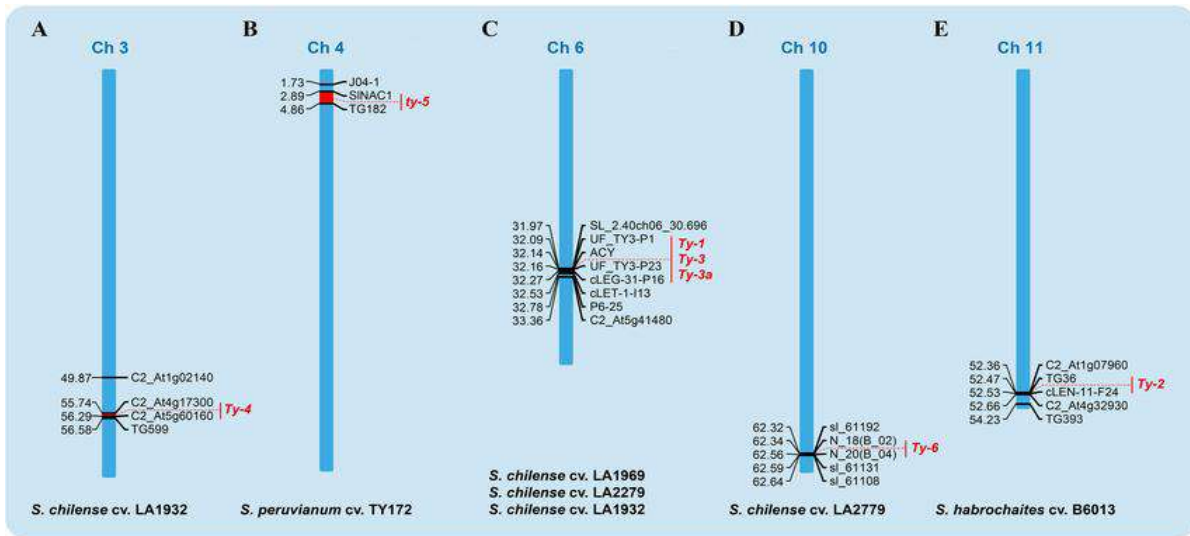 A
Ch 3
49.87 C2_At1g02140
55.74 C2_At4g17300
56.29 C2_At5g60160
56.58 TG599
Ty-4
S. chilense cv. LA1932
B
Ch 4
1.73 J04-1
2.89 SlNAC1
4.86 TG182
ty-5
S. peruvianum cv. TY172
C
Ch 6
31.97 SL_2.40ch06_30.696
32.09 UF_TY3-P1
32.14 ACY
32.16 UF_TY3-P23
32.27 cLEG-31-P16
32.53 cLET-1-I13
32.78 P6-25
33.36 C2_At5g41480
Ty-1
Ty-3
Ty-3a
S. chilense cv. LA1969
S. chilense cv. LA2279
S. chilense cv. LA1932
D
Ch 10
62.32 sl_61192
62.34 N_18(B_02)
62.56 N_20(B_04)
62.59 sl_61131
62.64 sl_61108
Ty-6
S. chilense cv. LA2779
E
Ch 11
52.36 C2_At1g07960
52.47 TG36
52.53 cLEN-11-F24
52.66 C2_At4g32930
54.23 TG393
Ty-2
S. habrochaites cv. B6013